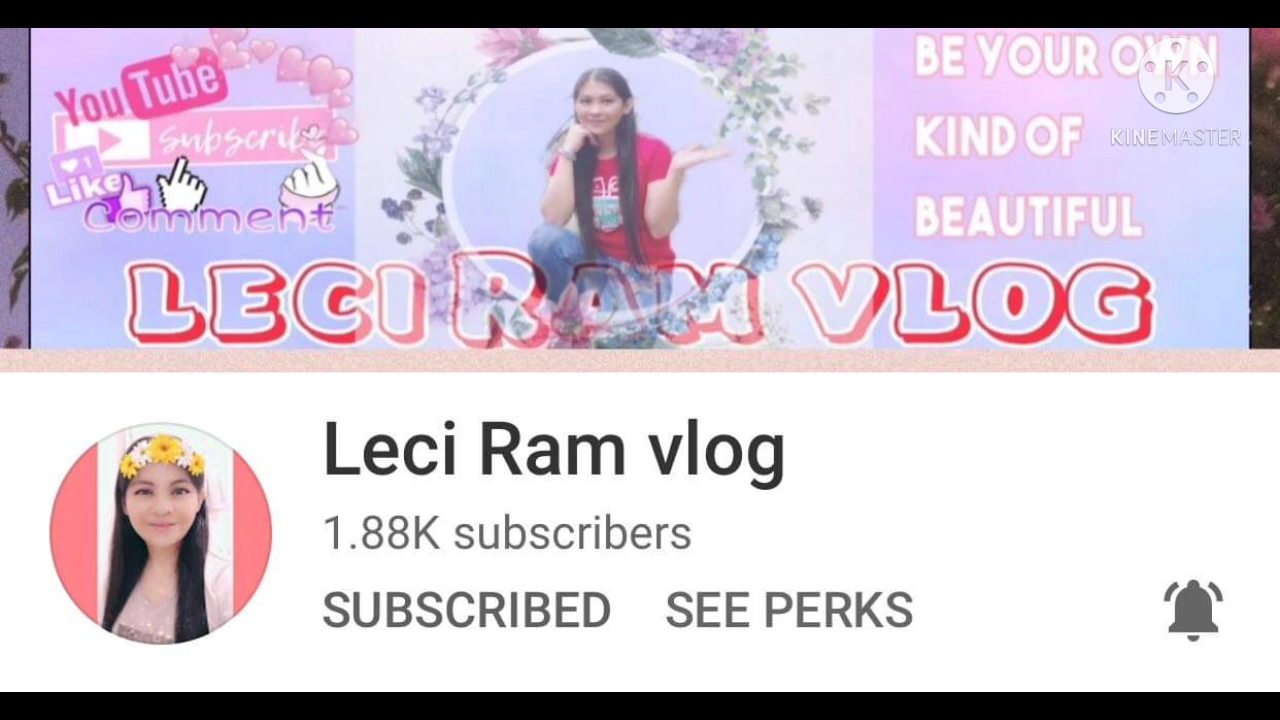 YouTube
Subscribe
1
Like
Comment
BE YOUR OWN
KIND OF
BEAUTIFUL
KINEMASTER
LECI RAM VLOG
Leci Ram vlog
1.88K subscribers
SUBSCRIBED SEE PERKS